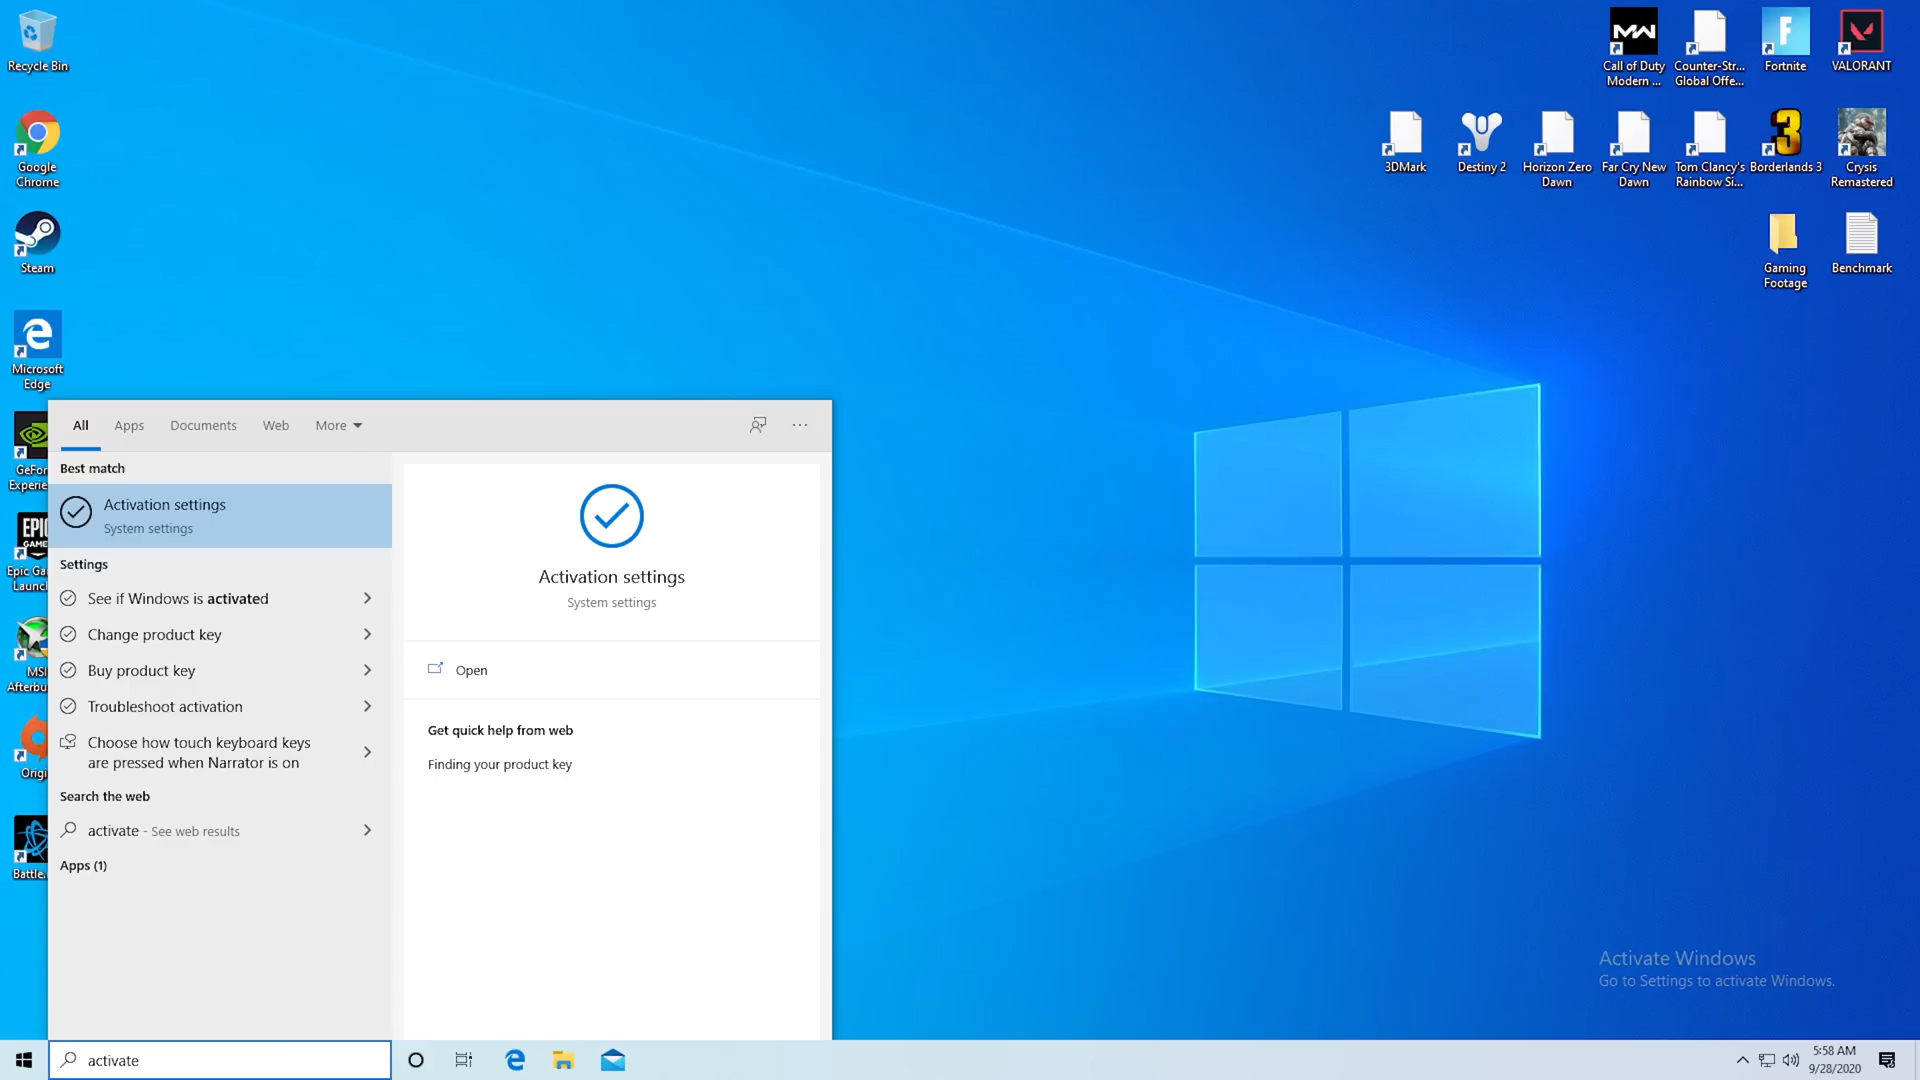 Recycle Bin
Google
Chrome
Steam
Microsoft
Edge
GeFor
Experie
EPIC
GAME
Epic Ga
Launch
MSI
Afterbu
Origi
Battle.
MW
Call of Duty
Modern ...
Counter-Str...
Global Offe...
F
Fortnite
VALORANT
3DMark
Destiny 2
Horizon Zero
Dawn
Far Cry New
Dawn
Tom Clancy's
Rainbow Si...
3
Borderlands 3
Crysis
Remastered
Gaming
Footage
Benchmark
All Apps Documents Web More ...
Best match
Activation settings
System settings
Settings
See if Windows is activated
Change product key
Buy product key
Troubleshoot activation
Choose how touch keyboard keys
are pressed when Narrator is on
Search the web
activate - See web results
Apps (1)
Activation settings
System settings
Open
Get quick help from web
Finding your product key
Activate Windows
Go to Settings to activate Windows.
activate
5:58 AM
9/28/2020